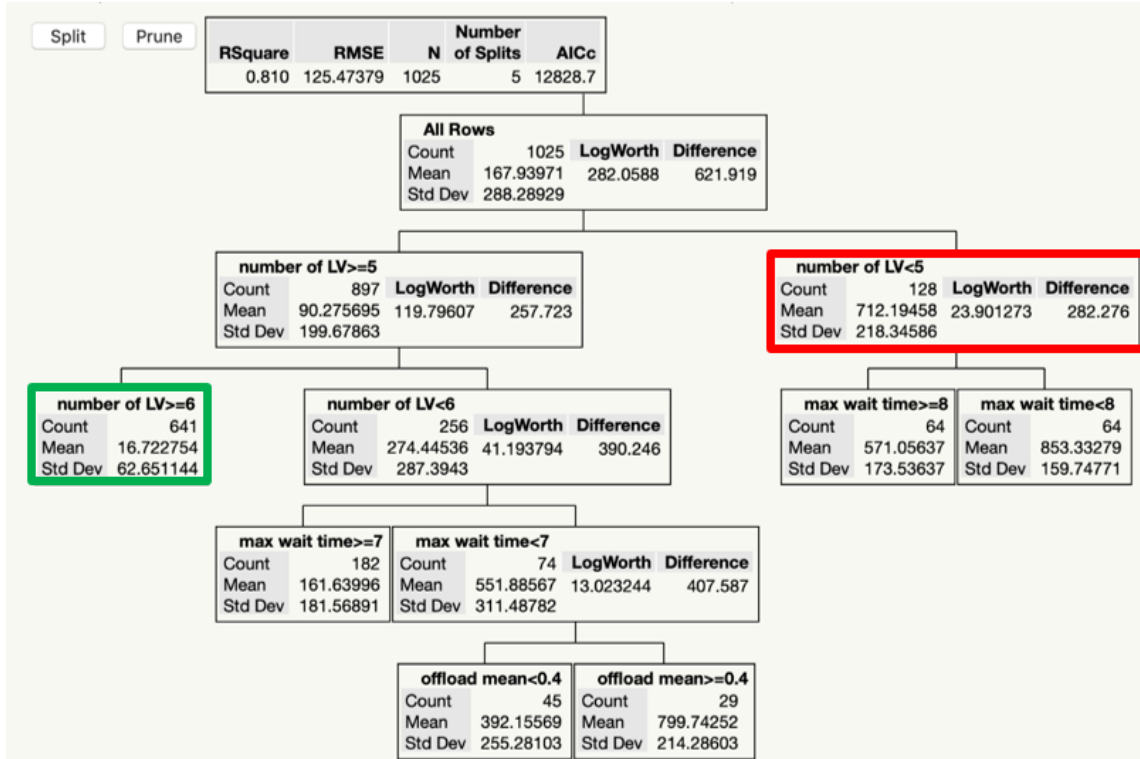 Split Prune
Number
RSquare RMSE N of Splits AICc
0.810 125.47379 1025 5 12828.7
All Rows
Count 1025 LogWorth Difference
Mean 167.93971 282.0588 621.919
Std Dev 288.28929
number of LV>=5
Count 897 LogWorth Difference
Mean 90.275695 119.79607 257.723
Std Dev 199.67863
number of LV<5
Count 128 LogWorth Difference
Mean 712.19458 23.901273 282.276
Std Dev 218.34586
number of LV>=6
Count 641
Mean 16.722754
Std Dev 62.651144
number of LV<6
Count 256 LogWorth Difference
Mean 274.44536 41.193794 390.246
Std Dev 287.3943
max wait time>=8
Count 64
Mean 571.05637
Std Dev 173.53637
max wait time<8
Count 64
Mean 853.33279
Std Dev 159.74771
max wait time>=7
Count 182
Mean 161.63996
Std Dev 181.56891
max wait time<7
Count 74 LogWorth Difference
Mean 551.88567 13.023244 407.587
Std Dev 311.48782
offload mean<0.4
Count 45
Mean 392.15569
Std Dev 255.28103
offload mean>=0.4
Count 29
Mean 799.74252
Std Dev 214.28603